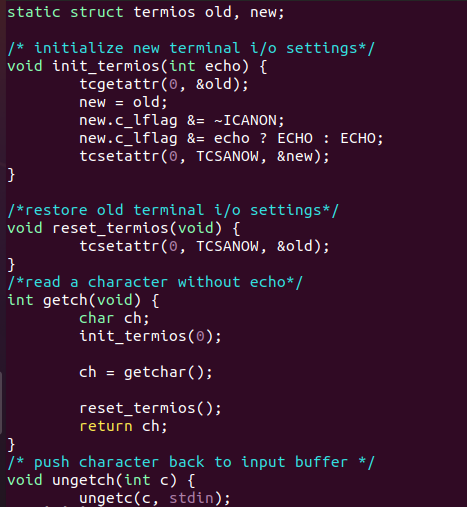 static struct termios old, new;

/* initialize new terminal i/o settings*/
void init_termios(int echo) {
        tcgetattr(0, &old);
        new = old;
        new.c_lflag &= ~ICANON;
        new.c_lflag &= echo ? ECHO : ECHO;
        tcsetattr(0, TCSANOW, &new);
}

/*restore old terminal i/o settings*/
void reset_termios(void) {
        tcsetattr(0, TCSANOW, &old);
}
/*read a character without echo*/
int getch(void) {
        char ch;
        init_termios(0);

        ch = getchar();

        reset_termios();
        return ch;
}
/* push character back to input buffer */
void ungetch(int c) {
        ungetc(c, stdin);